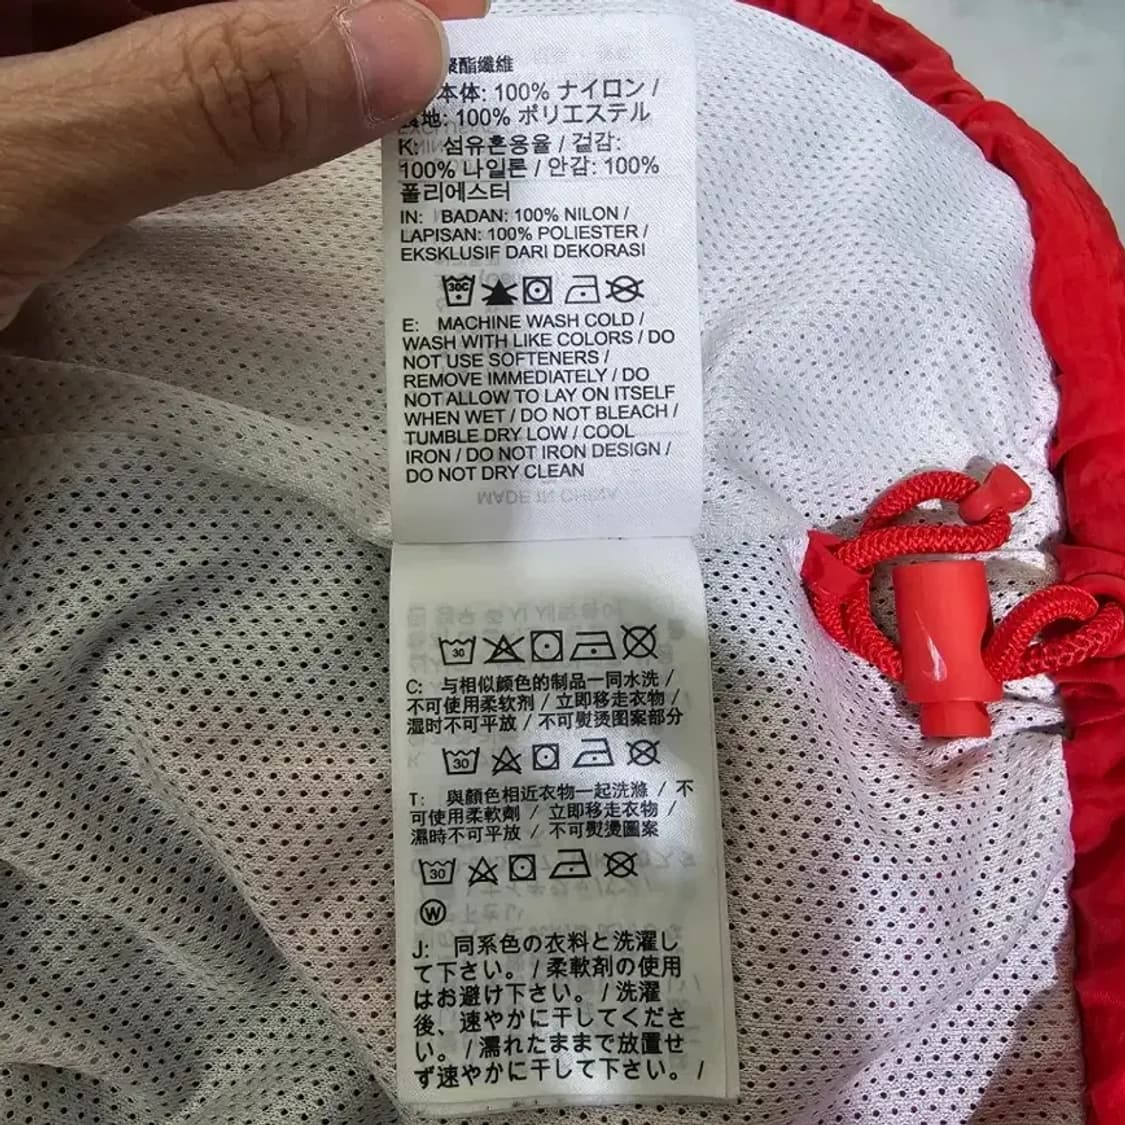 聚酯纖維
本体: 100% ナイロン /
地: 100% ポリエステル
K: 섬유혼용율 / 겉감:
100% 나일론 / 안감: 100%
폴리에스터
IN: BADAN: 100% NILON /
LAPISAN: 100% POLIESTER /
EKSKLUSIF DARI DEKORASI
30C
E: MACHINE WASH COLD /
WASH WITH LIKE COLORS / DO
NOT USE SOFTENERS /
REMOVE IMMEDIATELY / DO
NOT ALLOW TO LAY ON ITSELF
WHEN WET / DO NOT BLEACH /
TUMBLE DRY LOW / COOL
IRON / DO NOT IRON DESIGN /
DO NOT DRY CLEAN
MADE IN CHINA
30
C: 与相似颜色的制品一同水洗 /
不可使用柔软剂 / 立即移走衣物 /
湿时不可平放 / 不可熨烫图案部分
30
T: 與顏色相近衣物一起洗滌 / 不
可使用柔軟劑 / 立即移走衣物 /
濕時不可平放 / 不可熨燙圖案
30
W
J: 同系色の衣料と洗濯し
て下さい。 / 柔軟剤の使用
はお避け下さい。 / 洗濯
後、速やかに干してくださ
い。 / 濡れたままで放置せ
ず速やかに干して下さい。 /